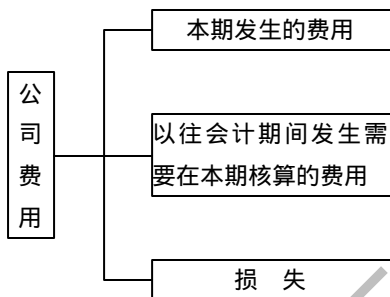 本期发生的费用
公司费用
以往会计期间发生需
要在本期核算的费用
损 失